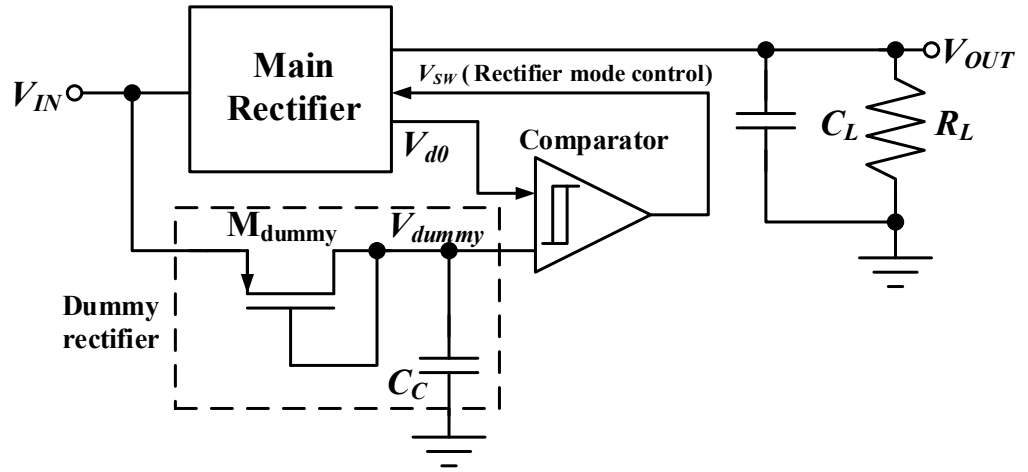 Main
Rectifier
V_IN
V_OUT
V_SW ( Rectifier mode control)
V_d0
Comparator
C_L
R_L
M_dummy
V_dummy
Dummy
rectifier
C_C